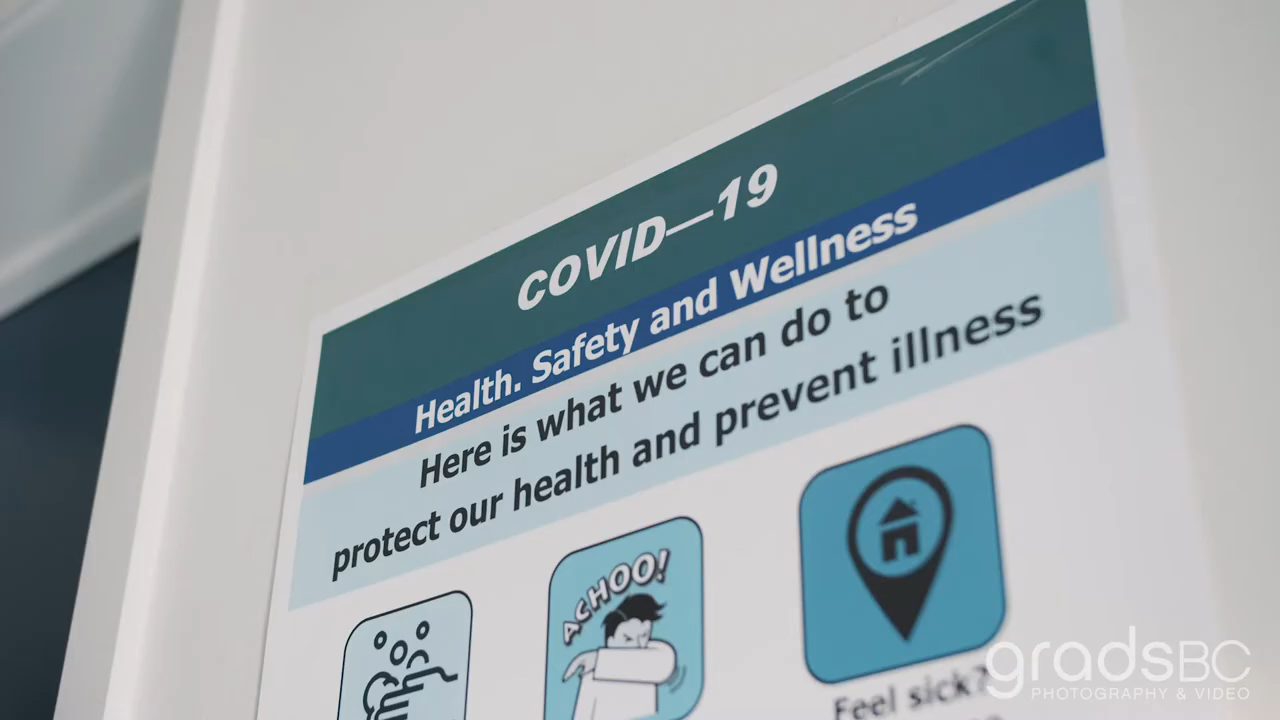 COVID—19
Health. Safety and Wellness
Here is what we can do to
protect our health and prevent illness
ACHOO!
Feel sick?
gradsBC
PHOTOGRAPHY & VIDEO